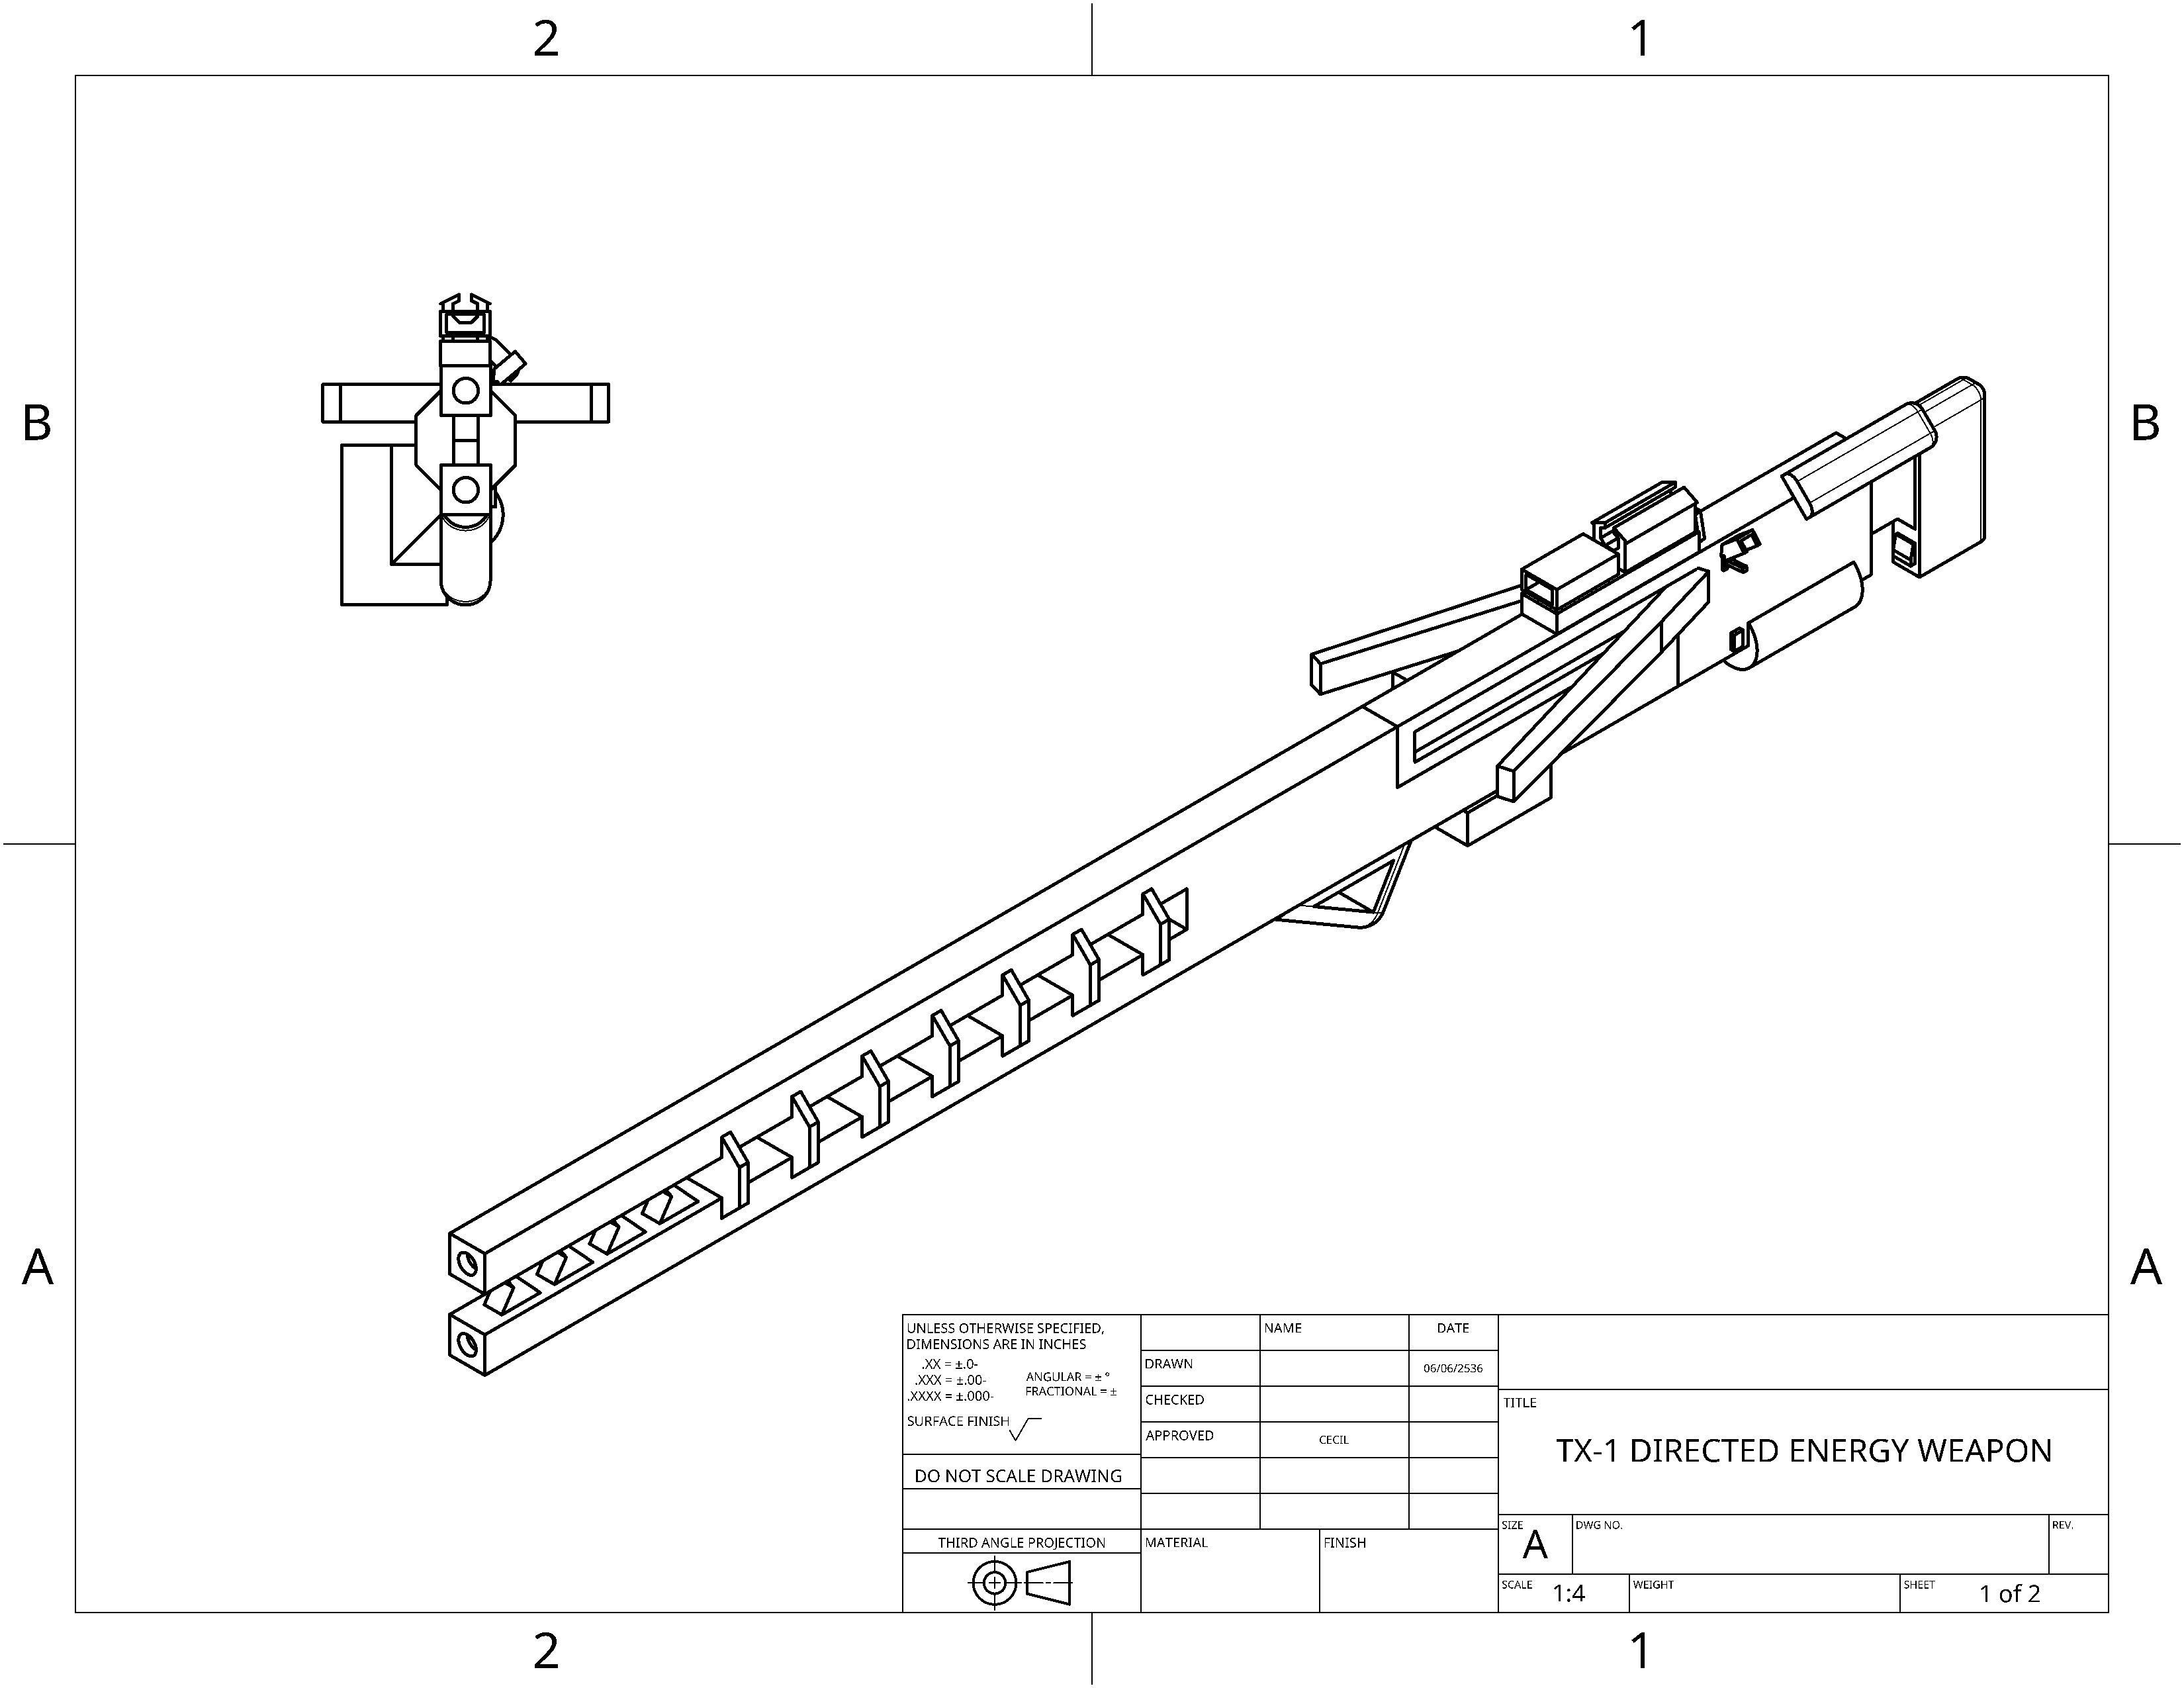 2
1
B
B
A
A
UNLESS OTHERWISE SPECIFIED,
DIMENSIONS ARE IN INCHES
.XX = ±.0-
.XXX = ±.00-
.XXXX = ±.000-
ANGULAR = ± °
FRACTIONAL = ±
SURFACE FINISH
DO NOT SCALE DRAWING
THIRD ANGLE PROJECTION
NAME
DATE
DRAWN
06/06/2536
CHECKED
APPROVED
CECIL
MATERIAL
FINISH
TITLE
TX-1 DIRECTED ENERGY WEAPON
SIZE
A
DWG NO.
REV.
SCALE
1:4
WEIGHT
SHEET
1 of 2
2
1